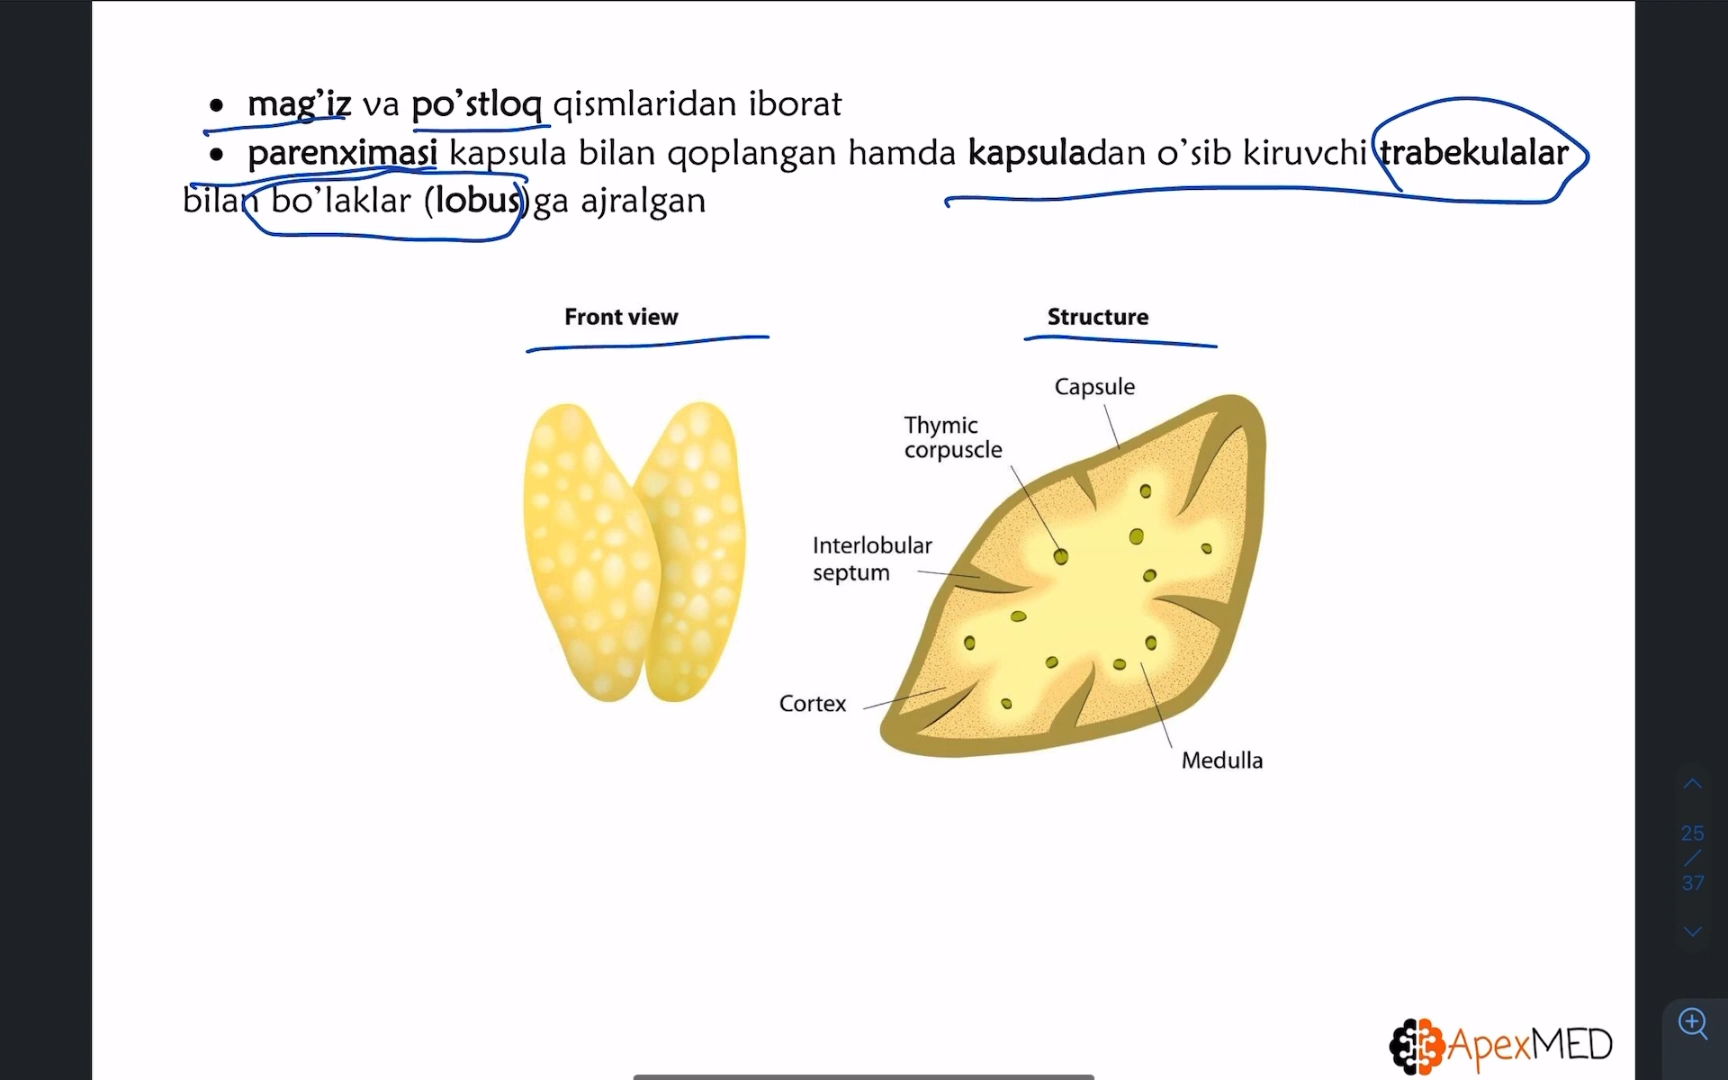 • mag’iz va po’stloq qismlaridan iborat
• parenximasi kapsula bilan qoplangan hamda kapsuladan o’sib kiruvchi trabekulalar
bilan bo’laklar (lobus)ga ajralgan
Front view
Structure
Capsule
Thymic
corpuscle
Interlobular
septum
Cortex
Medulla
25
/
37
ApexMED